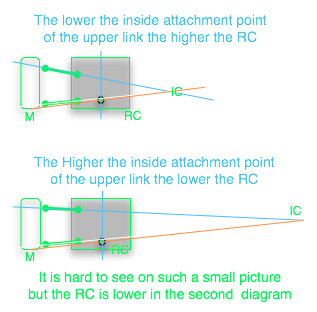 The lower the inside attachment point
of the upper link the higher the RC
IC
M
RC
The Higher the inside attachment point
of the upper link the lower the RC
IC
RC
M
It is hard to see on such a small picture
but the RC is lower in the second diagram